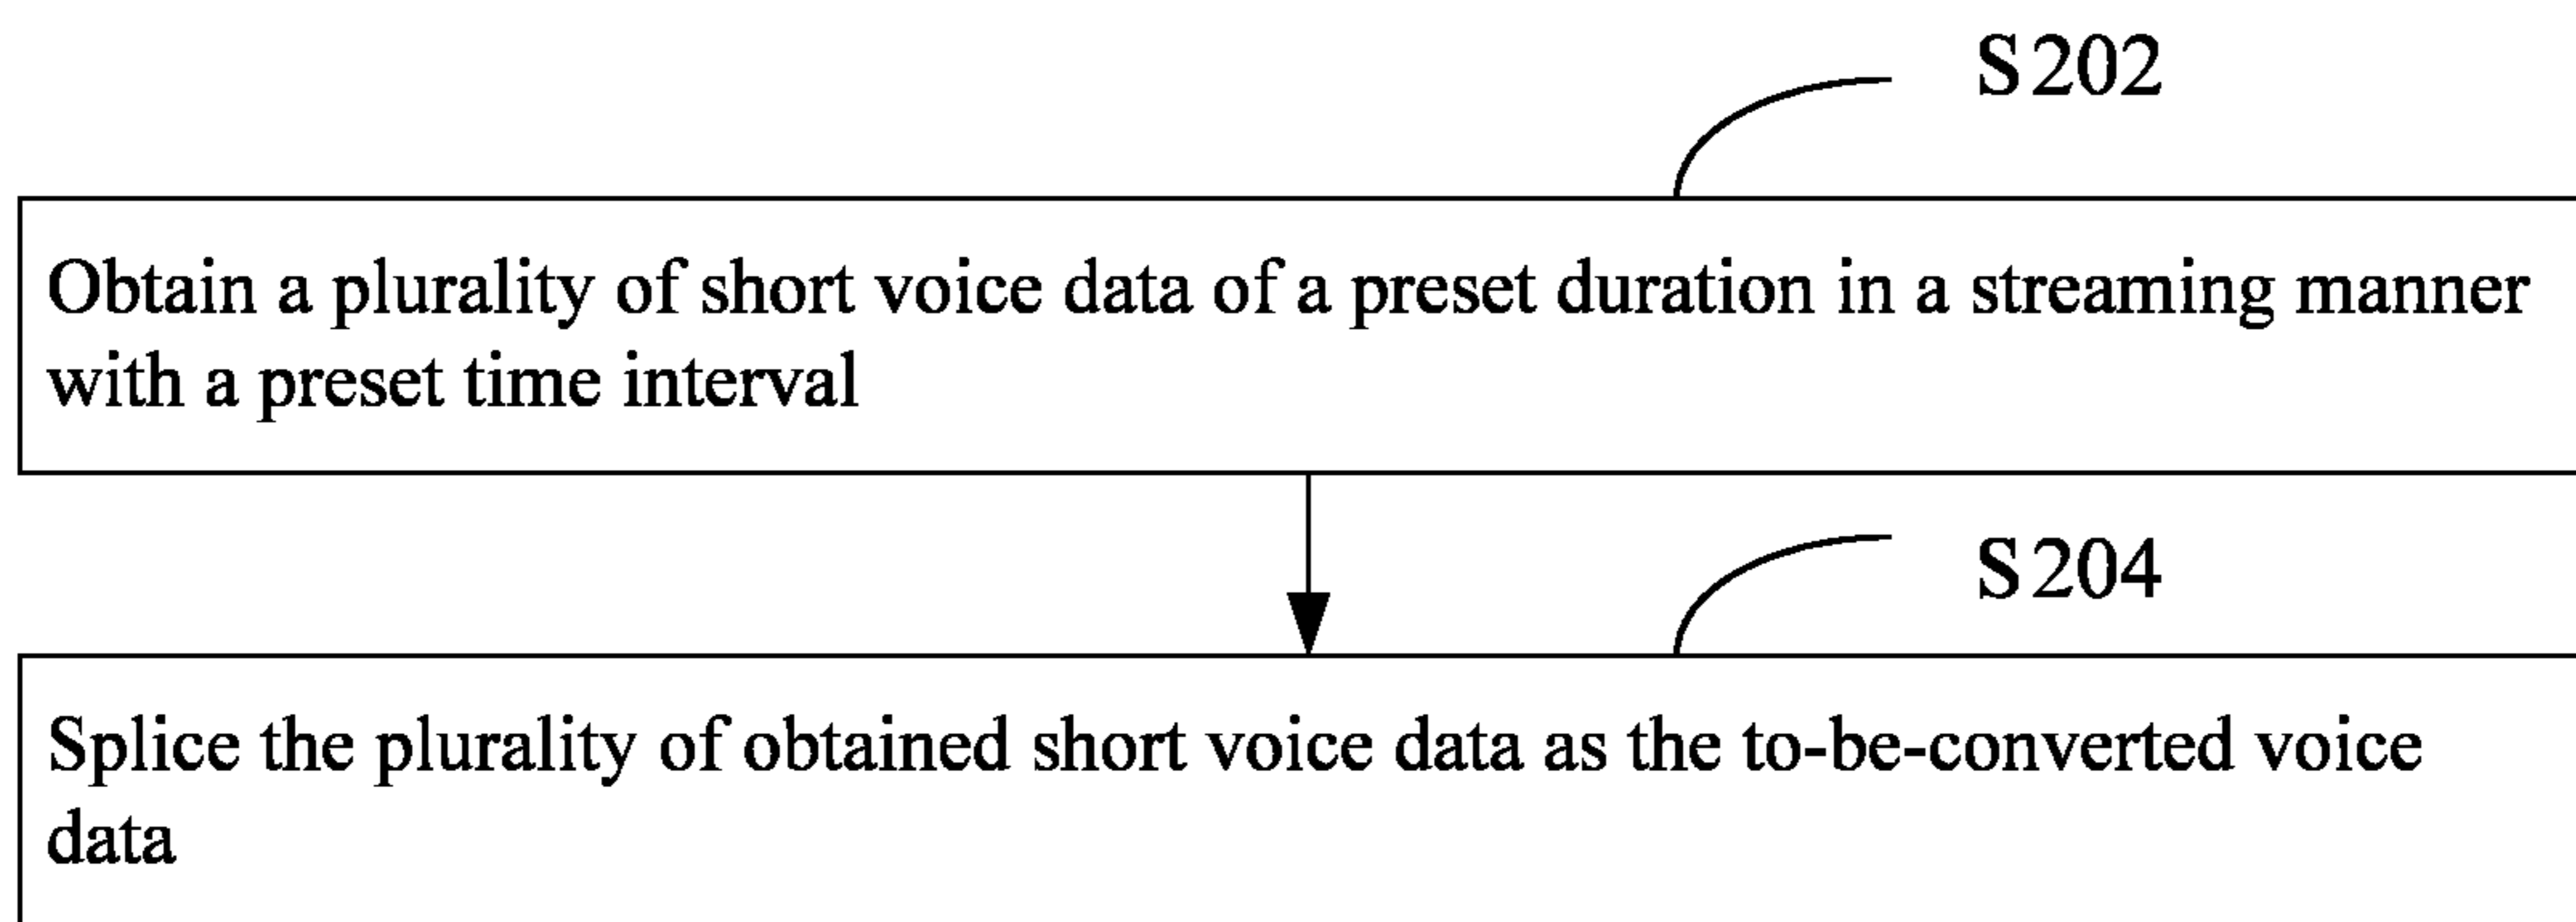 S202
Obtain a plurality of short voice data of a preset duration in a streaming manner
with a preset time interval
S204
Splice the plurality of obtained short voice data as the to-be-converted voice
data